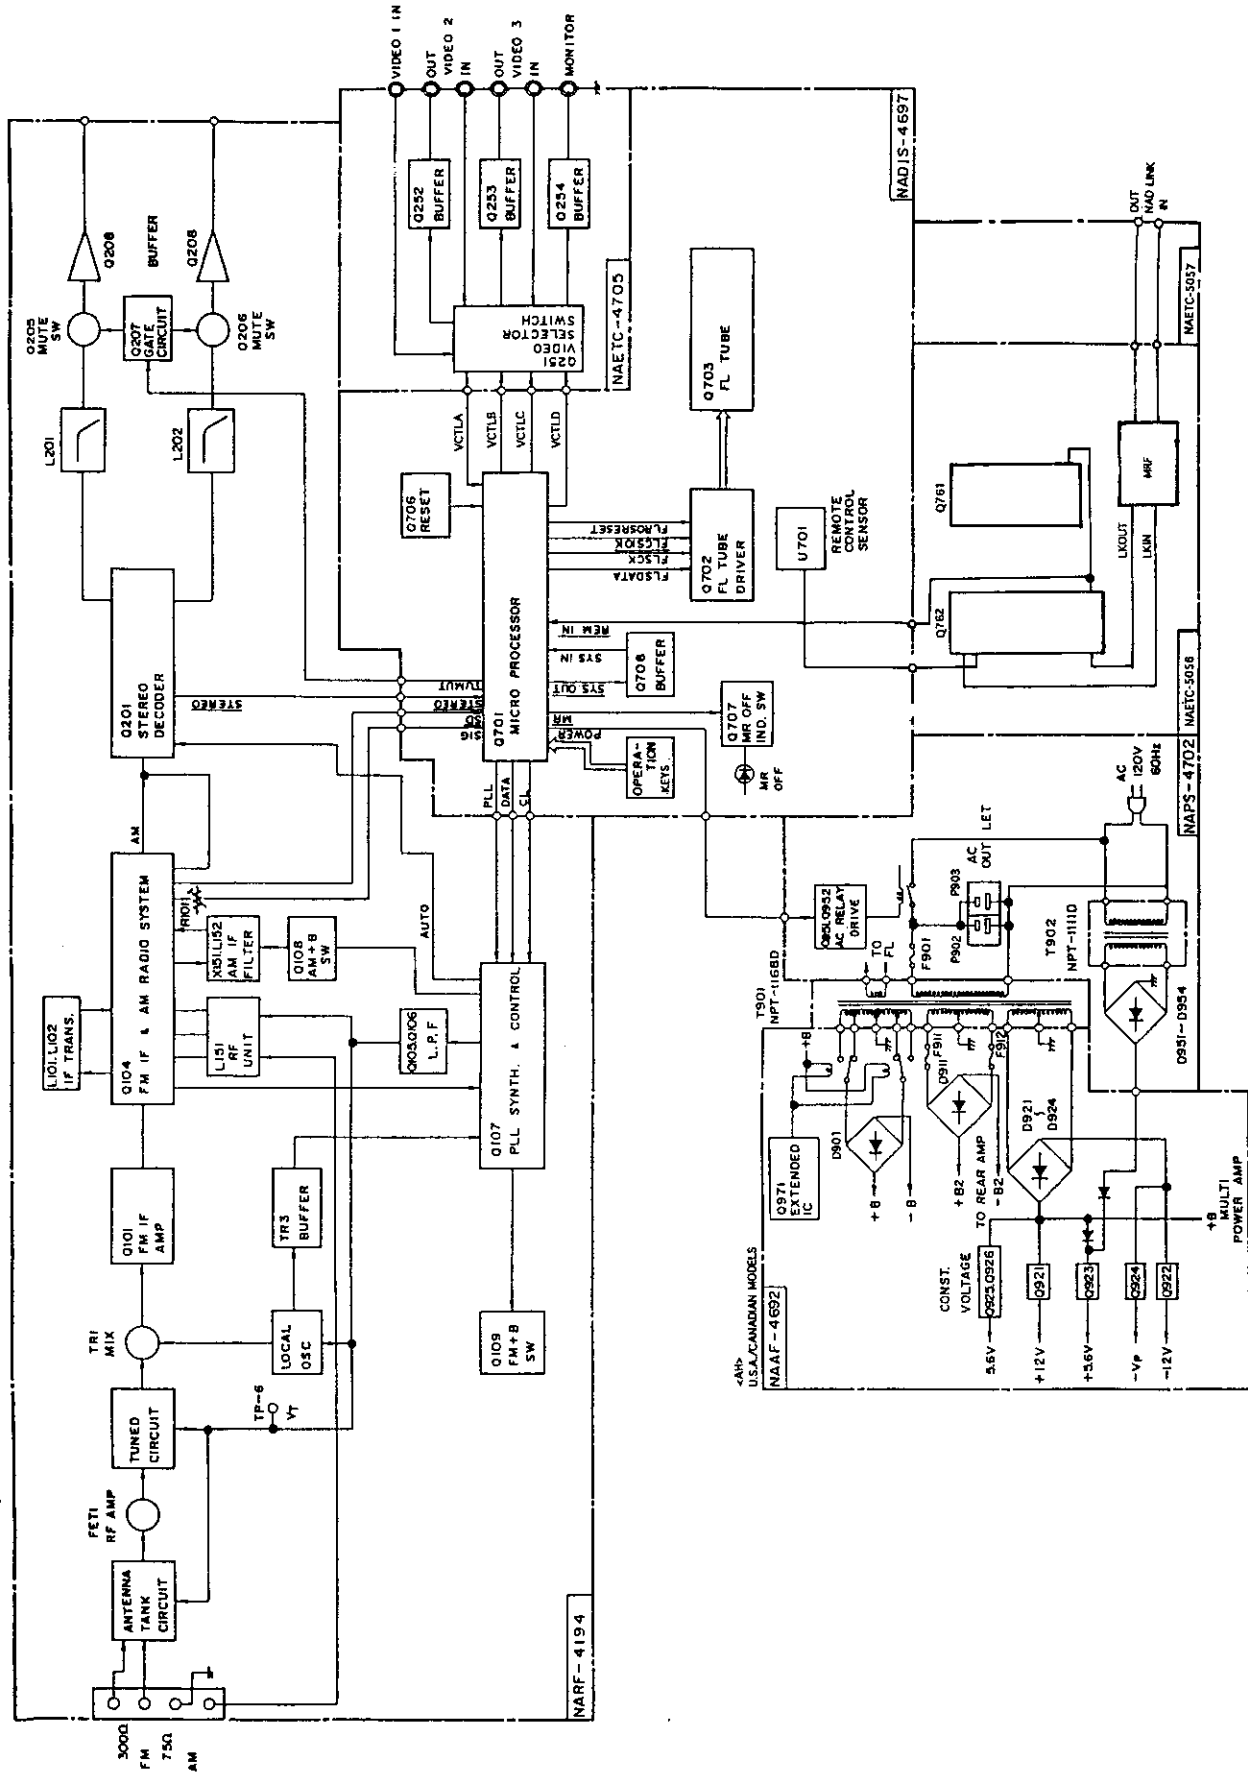 300Ω
FM
75Ω
AM
ANTENNA
TANK
CIRCUIT
FET1
RF AMP
TUNED
CIRCUIT
TR1
MIX
TP-6
VT
LOCAL
OSC
TR3
BUFFER
Q101
FM IF
AMP
Q109
FM+B
SW
L101,L102
IF TRANS.
Q104
FM IF & AM RADIO SYSTEM
L151 RF
UNIT
X151,L152
AM IF
FILTER
Q108
AM+B
SW
Q105,Q106
L.P.F
Q107
PLL SYNTH. & CONTROL
R1011
AM
AUTO
Q201
STEREO
DECODER
STEREO
L201
L202
Q205
MUTE
SW
Q207
GATE
CIRCUIT
Q206
MUTE
SW
Q208
BUFFER
Q208
NARF-4194
PLL
DATA
CL
Q701
MICRO PROCESSOR
SIG
SD
STEREO
TUMUT
POWER
MR
SYS OUT
SYS IN
REM IN
FLSDATA
FLSCK
FLCS10K
FLROSRESET
Q706
RESET
VCTLA
VCTLB
VCTLC
VCTLD
Q251
VIDEO
SELECTOR
SWITCH
Q252
BUFFER
Q253
BUFFER
Q254
BUFFER
VIDEO 1 IN
OUT
VIDEO 2
IN
OUT
VIDEO 3
IN
MONITOR
NAETC-4705
OPERA-
TION
KEYS.
Q707
MR OFF
IND. SW
MR
OFF
Q708
BUFFER
Q702
FL TUBE
DRIVER
Q703
FL TUBE
U701
REMOTE
CONTROL
SENSOR
NADIS-4697
Q762
Q761
LKOUT
LKIN
MRF
OUT
NAD LINK
IN
NAETC-5056
NAETC-5057
<AH>
U.S.A./CANADIAN MODELS
NAAF-4692
Q971
EXTENDED
IC
+B
T901
NPT-1168D
D901
+B
-B
F911
D911
F912
+B2
TO REAR AMP
-B2
D921
D924
CONST.
VOLTAGE
Q925,Q926
Q921
Q923
Q924
Q922
5.6V
+12V
+5.6V
-VP
-12V
+B
MULTI
POWER AMP
Q951,Q952
AC RELAY
DRIVE
TO
FL
F901
AC
OUT LET
P902
P903
T902
NPT-1111D
D951~D954
AC
120V
60Hz
NAPS-4702